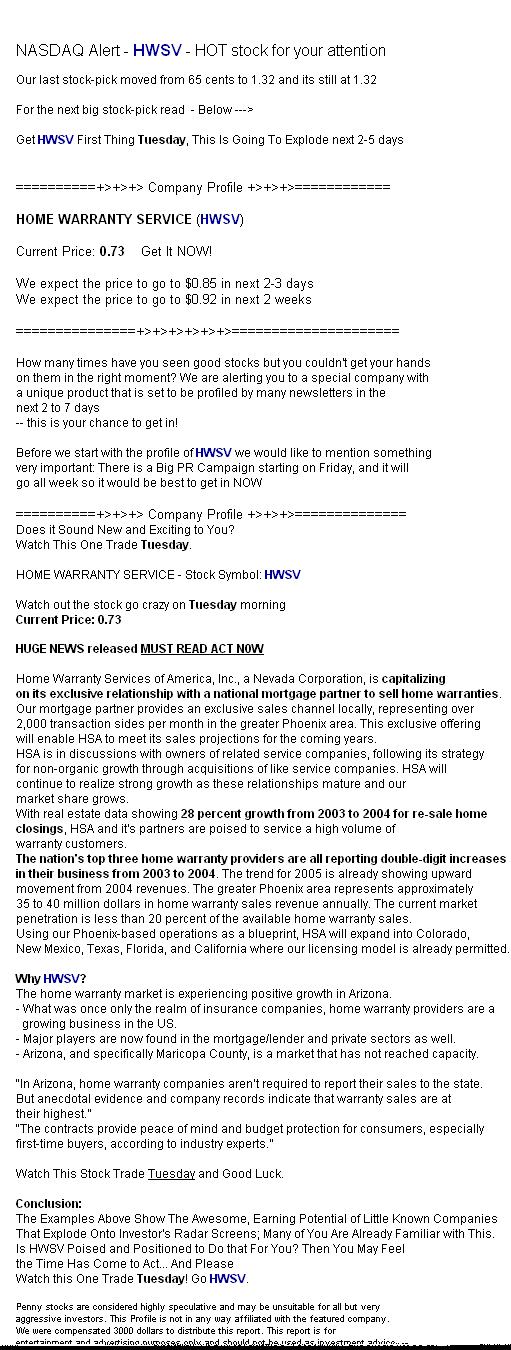 NASDAQ Alert - HWSV - HOT stock for your attention
Our last stock-pick moved from 65 cents to 1.32 and its still at 1.32
For the next big stock-pick read - Below --->
Get HWSV First Thing Tuesday, This Is Going To Explode next 2-5 days
==========+>+>+> Company Profile +>+>+>============
HOME WARRANTY SERVICE (HWSV)
Current Price: 0.73 Get It NOW!
We expect the price to go to $0.85 in next 2-3 days
We expect the price to go to $0.92 in next 2 weeks
===============+>+>+>+>+>+>=====================
How many times have you seen good stocks but you couldn't get your hands
on them in the right moment? We are alerting you to a special company with
a unique product that is set to be profiled by many newsletters in the
next 2 to 7 days
-- this is your chance to get in!
Before we start with the profile of HWSV we would like to mention something
very important: There is a Big PR Campaign starting on Friday, and it will
go all week so it would be best to get in NOW
==========+>+>+> Company Profile +>+>+>==============
Does it Sound New and Exciting to You?
Watch This One Trade Tuesday.
HOME WARRANTY SERVICE - Stock Symbol: HWSV
Watch out the stock go crazy on Tuesday morning
Current Price: 0.73
HUGE NEWS released MUST READ ACT N0W
Home Warranty Services of America, Inc., a Nevada Corporation, is capitalizing
on its exclusive relationship with a national mortgage partner to sell home warranties.
Our mortgage partner provides an exclusive sales channel locally, representing over
2,000 transaction sides per month in the greater Phoenix area. This exclusive offering
will enable HSA to meet its sales projections for the coming years.
HSA is in discussions with owners of related service companies, following its strategy
for non-organic growth through acquisitions of like service companies. HSA will
continue to realize strong growth as these relationships mature and our
market share grows.
With real estate data showing 28 percent growth from 2003 to 2004 for re-sale home
closings, HSA and it's partners are poised to service a high volume of
warranty customers.
The nation's top three home warranty providers are all reporting double-digit increases
in their business from 2003 to 2004. The trend for 2005 is already showing upward
movement from 2004 revenues. The greater Phoenix area represents approximately
35 to 40 million dollars in home warranty sales revenue annually. The current market
penetration is less than 20 percent of the available home warranty sales.
Using our Phoenix-based operations as a blueprint, HSA will expand into Colorado,
New Mexico, Texas, Florida, and California where our licensing model is already permitted.
Why HWSV?
The home warranty market is experiencing positive growth in Arizona.
- What was once only the realm of insurance companies, home warranty providers are a
growing business in the US.
- Major players are now found in the mortgage/lender and private sectors as well.
- Arizona, and specifically Maricopa County, is a market that has not reached capacity.
"In Arizona, home warranty companies aren't required to report their sales to the state.
But anecdotal evidence and company records indicate that warranty sales are at
their highest."
"The contracts provide peace of mind and budget protection for consumers, especially
first-time buyers, according to industry experts."
Watch This Stock Trade Tuesday and Good Luck.
Conclusion:
The Examples Above Show The Awesome, Earning Potential of Little Known Companies
That Explode Onto Investor's Radar Screens; Many of You Are Already Familiar with This.
Is HWSV Poised and Positioned to Do that For You? Then You May Feel
the Time Has Come to Act... And Please
Watch this One Trade Tuesday! Go HWSV.
Penny stocks are considered highly speculative and may be unsuitable for all but very
aggressive investors. This Profile is not in any way affiliated with the featured company.
We were compensated 3000 dollars to distribute this report. This report is for
entertainment and advertising purposes only and should not be used as investment advice.